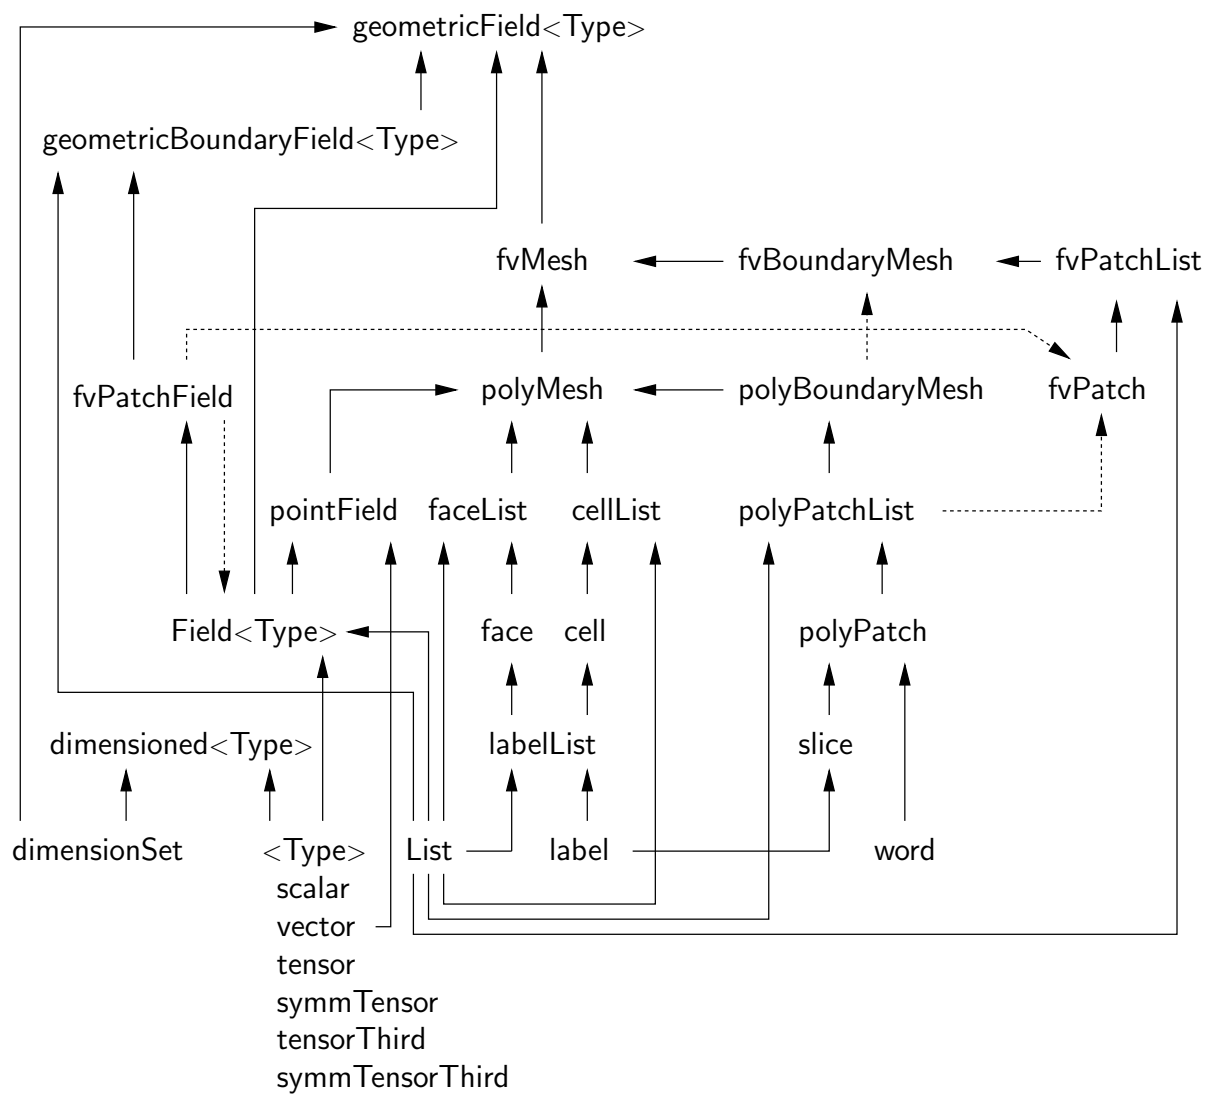 geometricField<Type>
geometricBoundaryField<Type>
fvMesh fvBoundaryMesh fvPatchList
fvPatchField polyMesh polyBoundaryMesh fvPatch
pointField faceList cellList polyPatchList
Field<Type> face cell polyPatch
dimensioned<Type> labelList slice
dimensionSet <Type> List label word
scalar
vector
tensor
symmTensor
tensorThird
symmTensorThird